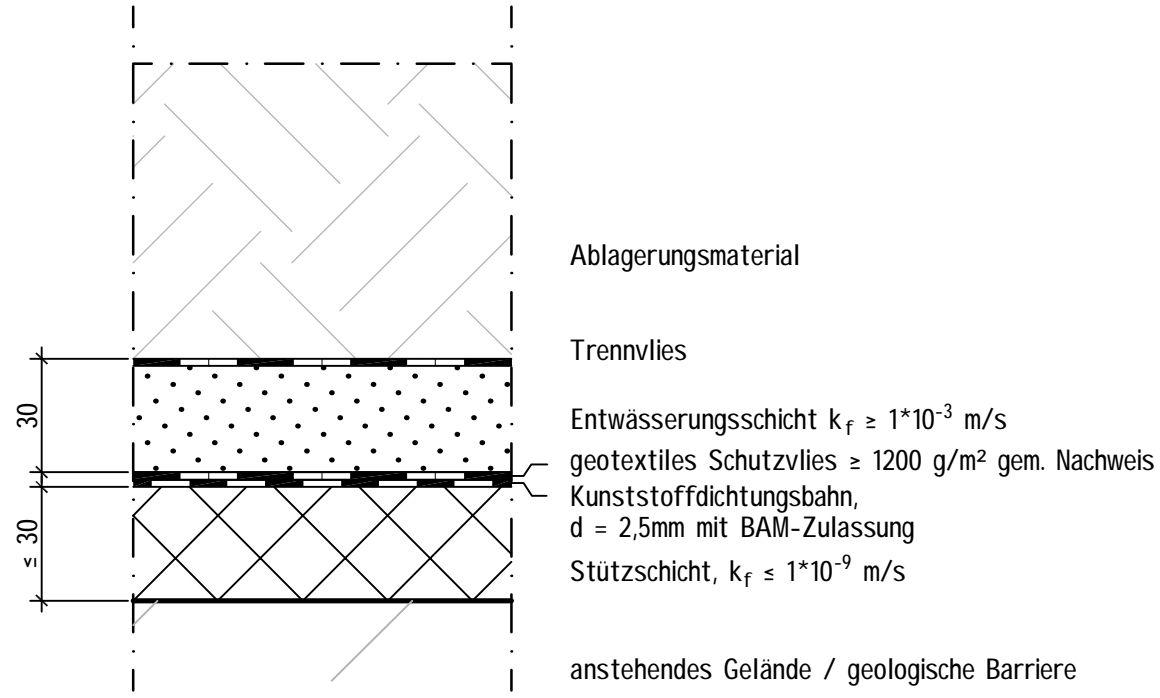 Ablagerungsmaterial
Trennvlies
30
Entwässerungsschicht k_f ≥ 1*10⁻³ m/s
geotextiles Schutzvlies ≥ 1200 g/m² gem. Nachweis
Kunststoffdichtungsbahn,
d = 2,5mm mit BAM-Zulassung
≤ 30
Stützschicht, k_f ≤ 1*10⁻⁹ m/s
anstehendes Gelände / geologische Barriere